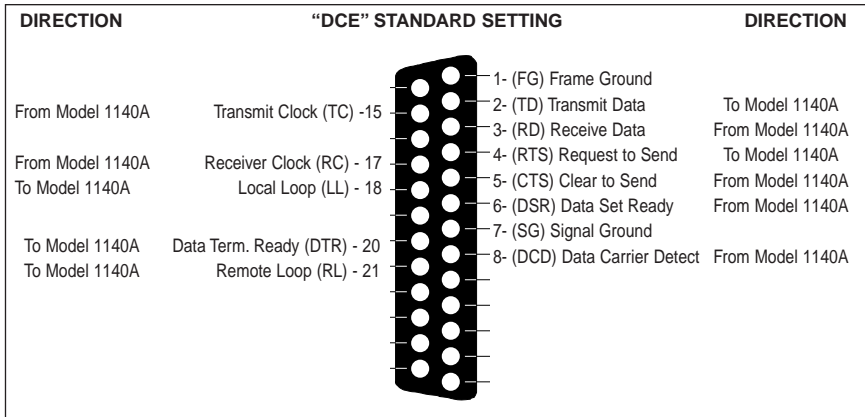 DIRECTION “DCE” STANDARD SETTING DIRECTION
1- (FG) Frame Ground
2- (TD) Transmit Data To Model 1140A
From Model 1140A Transmit Clock (TC) -15
3- (RD) Receive Data From Model 1140A
4- (RTS) Request to Send To Model 1140A
From Model 1140A Receiver Clock (RC) - 17
5- (CTS) Clear to Send From Model 1140A
To Model 1140A Local Loop (LL) - 18
6- (DSR) Data Set Ready From Model 1140A
7- (SG) Signal Ground
To Model 1140A Data Term. Ready (DTR) - 20
8- (DCD) Data Carrier Detect From Model 1140A
To Model 1140A Remote Loop (RL) - 21